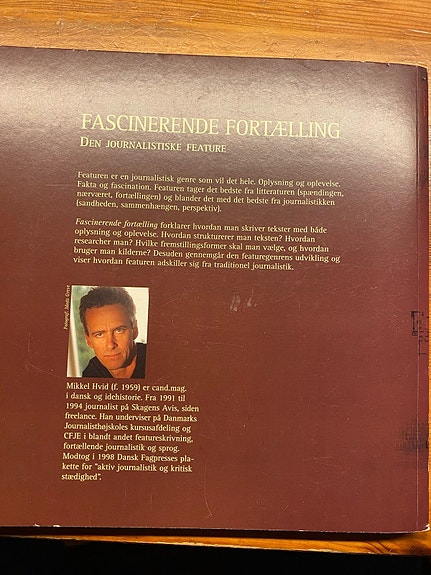 FASCINERENDE FORTÆLLING
DEN JOURNALISTISKE FEATURE
Featuren er en journalistisk genre som vil det hele. Oplysning og oplevelse.
Fakta og fascination. Featuren tager det bedste fra litteraturen (spændingen,
nærværet, fortællingen) og blander det med det bedste fra journalistikken
(sandheden, sammenhængen, perspektiv).
Fascinerende fortælling forklarer hvordan man skriver tekster med både
oplysning og oplevelse. Hvordan strukturerer man teksten? Hvordan
researcher man? Hvilke fremstillingsformer skal man vælge, og hvordan
bruger man kilderne? Desuden gennemgår den featuregenrens udvikling og
viser hvordan featuren adskiller sig fra traditionel journalistik.
Mikkel Hvid (f. 1959) er cand.mag.
i dansk og idehistorie. Fra 1991 til
1994 journalist på Skagens Avis, siden
freelance. Han underviser på Danmarks
Journalisthøjskoles kursusafdeling og
CFJE i blandt andet featureskrivning,
fortællende journalistik og sprog.
Modtog i 1998 Dansk Fagpresses pla-
kette for "aktiv journalistik og kritisk
stædighed".